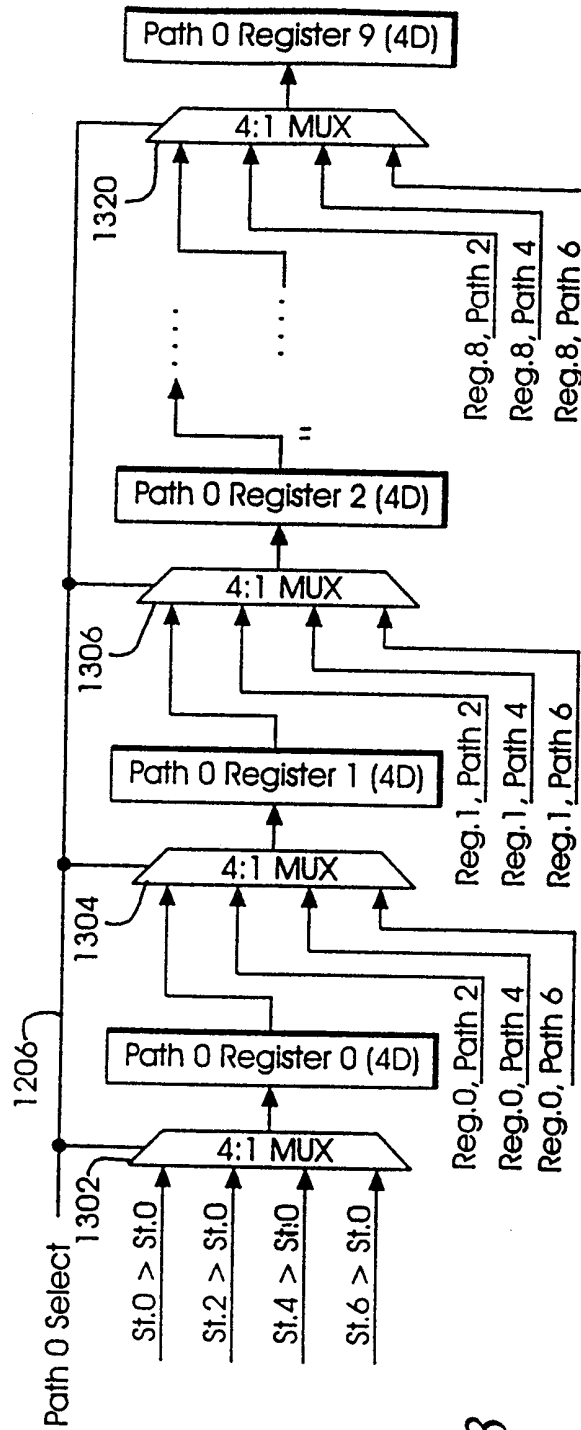 Path 0 Select
1206
1302
1304
1306
1320
St.0 > St.0
St.2 > St.0
St.4 > St.0
St.6 > St.0
4:1 MUX
Path 0 Register 0 (4D)
Reg.0, Path 2
Reg.0, Path 4
Reg.0, Path 6
4:1 MUX
Path 0 Register 1 (4D)
Reg.1, Path 2
Reg.1, Path 4
Reg.1, Path 6
4:1 MUX
Path 0 Register 2 (4D)
Reg.8, Path 2
Reg.8, Path 4
Reg.8, Path 6
4:1 MUX
Path 0 Register 9 (4D)